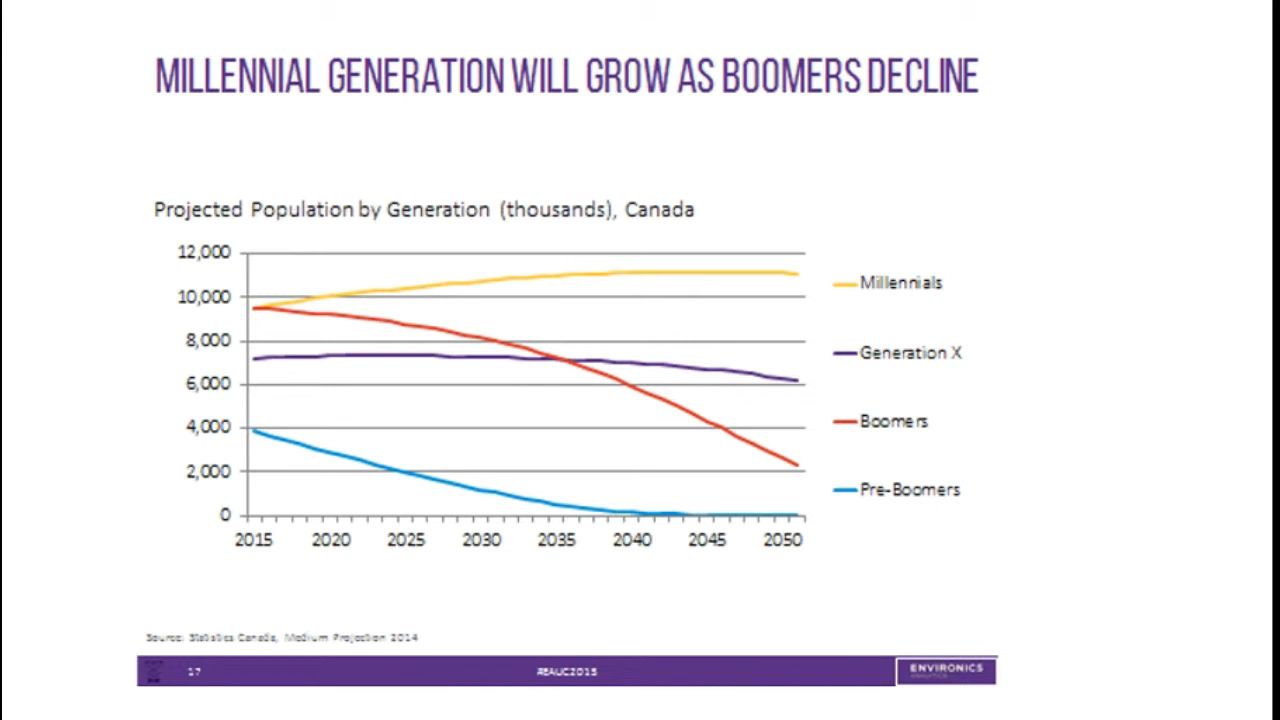 MILLENNIAL GENERATION WILL GROW AS BOOMERS DECLINE
Projected Population by Generation (thousands), Canada
12,000
10,000
8,000
6,000
4,000
2,000
0
2015 2020 2025 2030 2035 2040 2045 2050
Millennials
Generation X
Boomers
Pre-Boomers
Source: Statistics Canada, Medium Projection 2014
17
#EAUC2015
ENVIRONICS
ANALYTICS